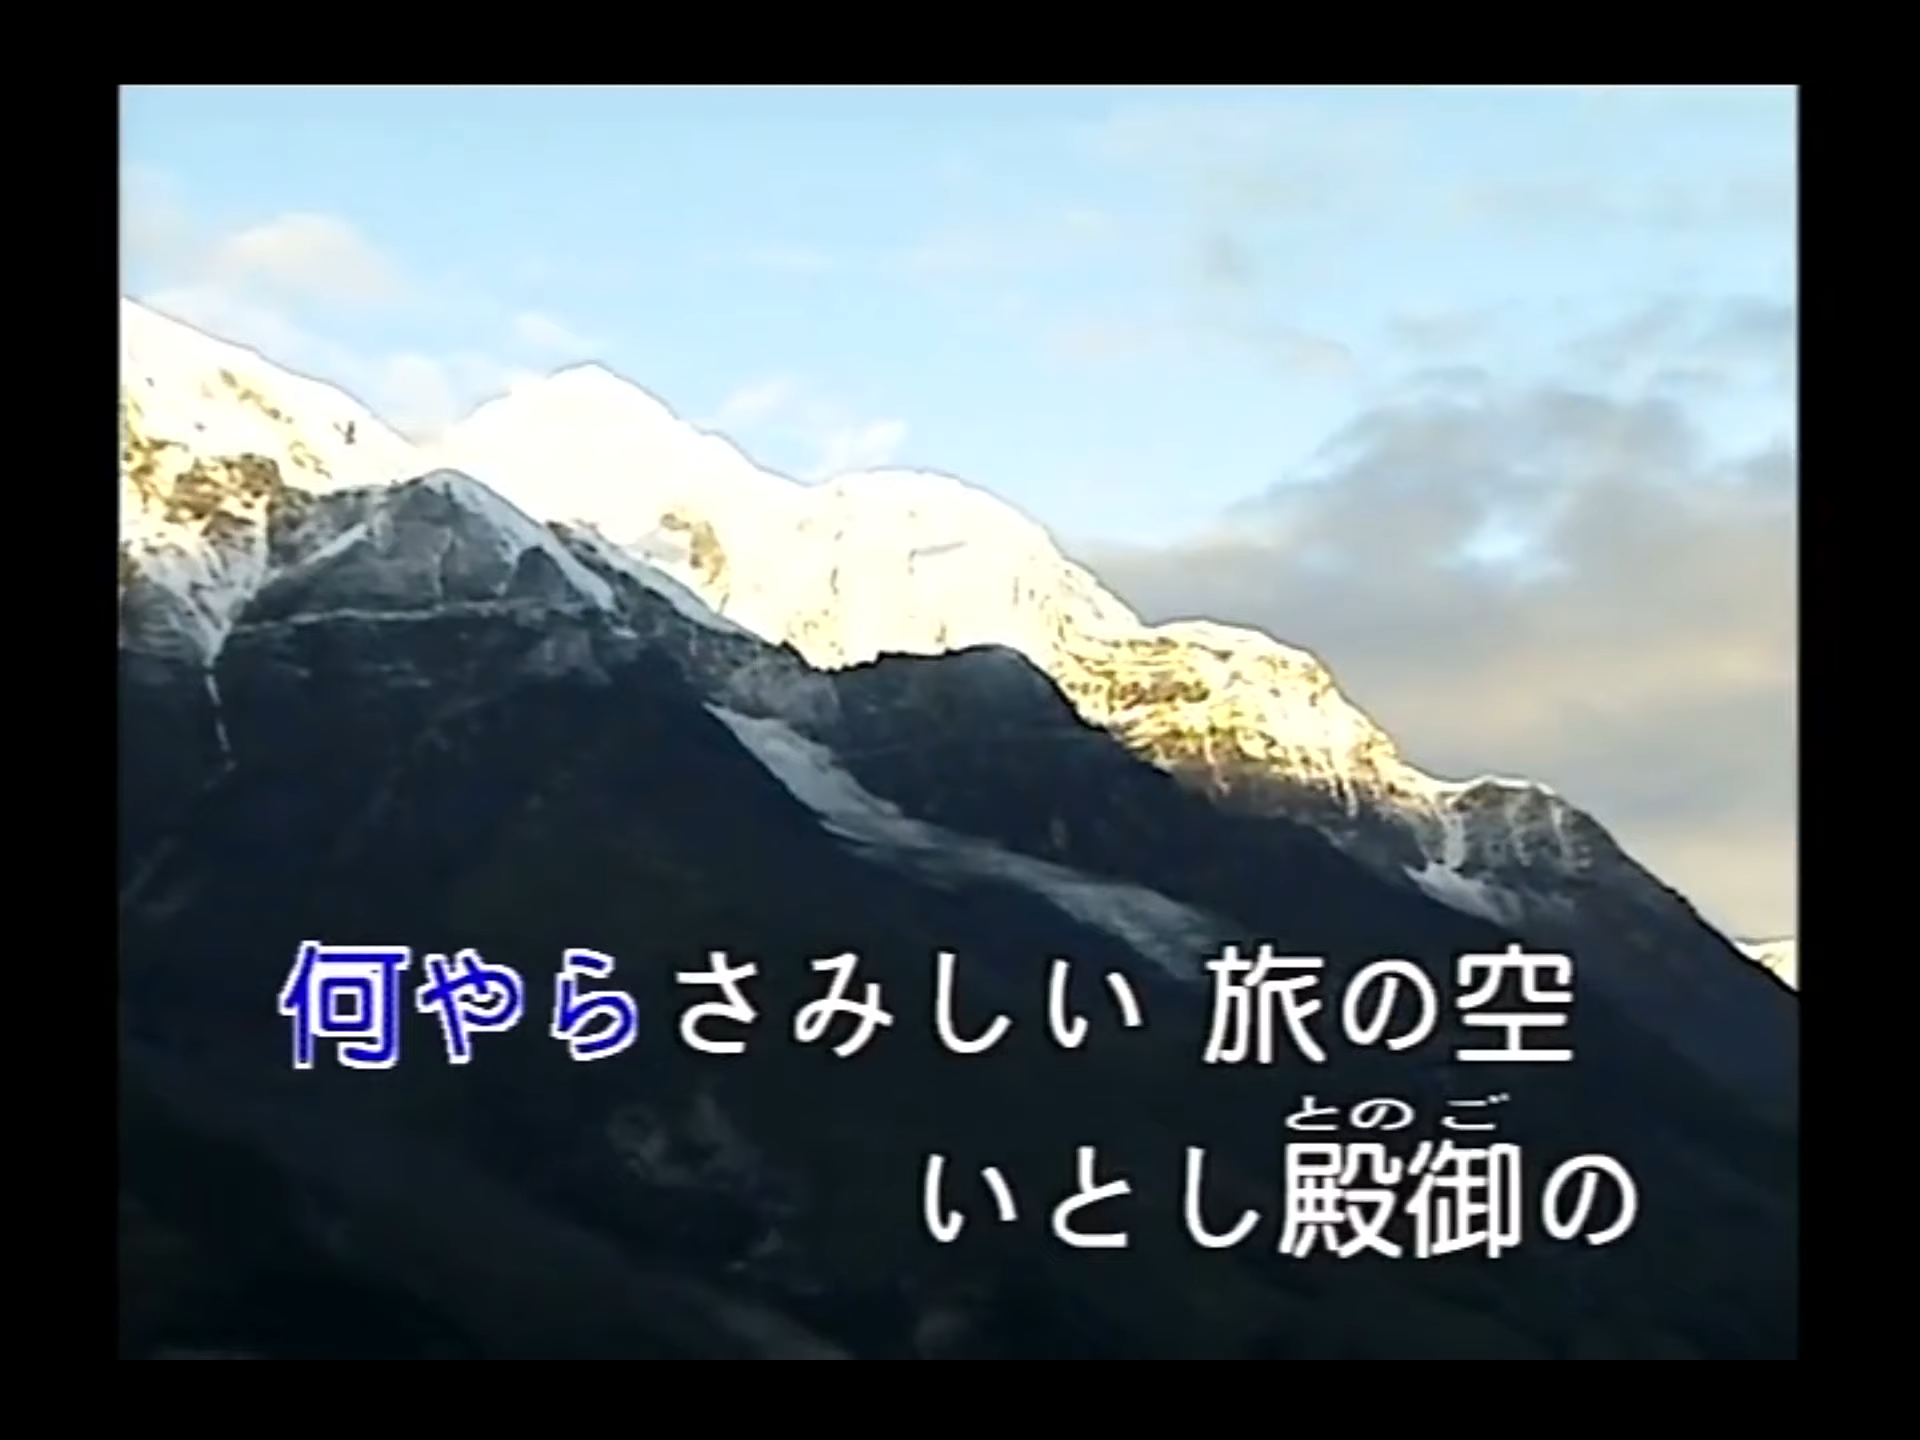 何やらさみしい 旅の空
とのご
いとし殿御の